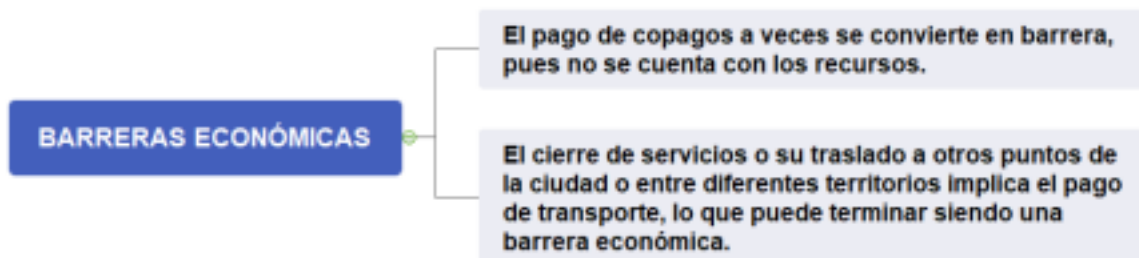 BARRERAS ECONÓMICAS
El pago de copagos a veces se convierte en barrera,
pues no se cuenta con los recursos.
El cierre de servicios o su traslado a otros puntos de
la ciudad o entre diferentes territorios implica el pago
de transporte, lo que puede terminar siendo una
barrera económica.